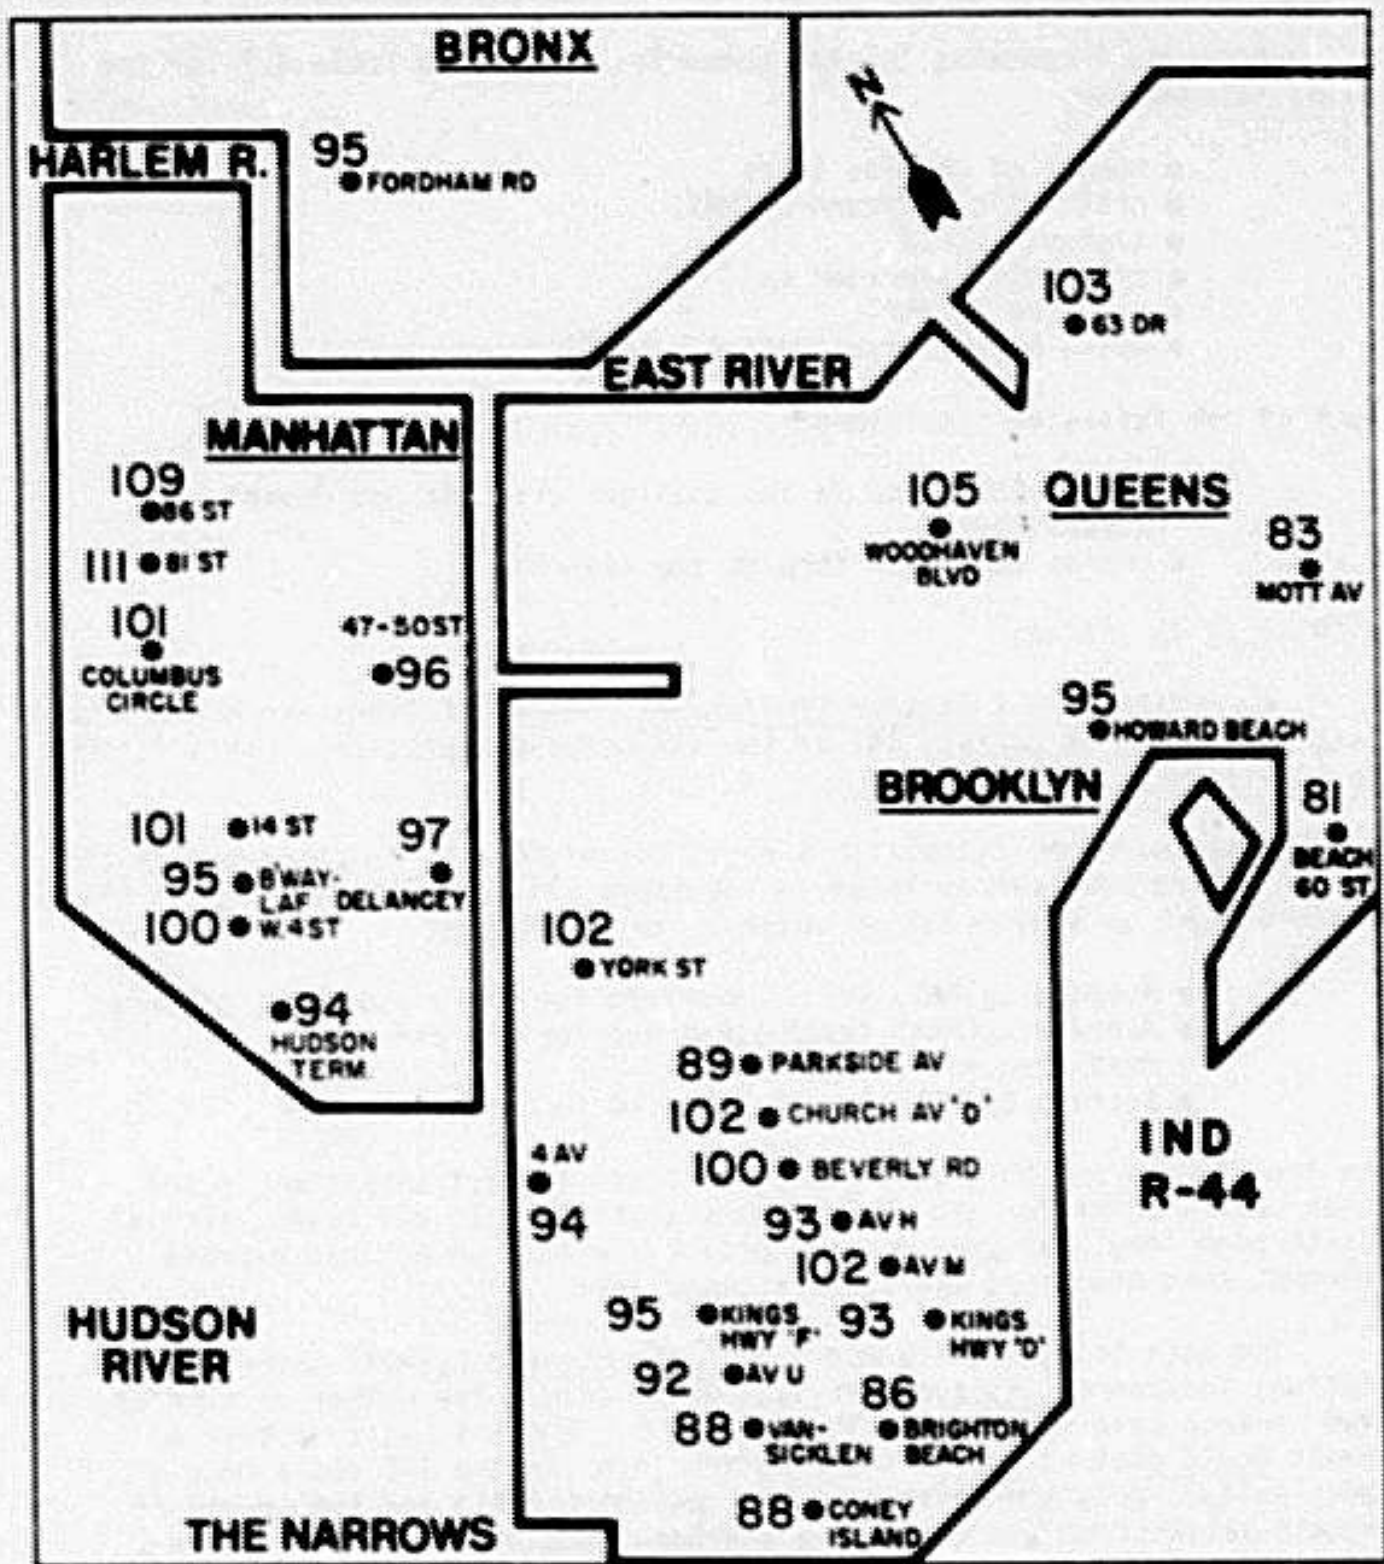 BRONX
N
HARLEM R.
95
FORDHAM RD
103
63 DR
EAST RIVER
MANHATTAN
109
86 ST
111 81 ST
101
COLUMBUS
CIRCLE
47-50 ST
96
105
WOODHAVEN
BLVD
QUEENS
83
MOTT AV
95
HOWARD BEACH
BROOKLYN
81
BEACH
60 ST
101 14 ST
97
DELANCEY
95 B'WAY-
LAF
100 W. 4 ST
94
HUDSON
TERM.
102
YORK ST
89 PARKSIDE AV
102 CHURCH AV "D"
100 BEVERLY RD
4 AV
94
93 AV H
102 AV M
95 KINGS
HWY "F"
93 KINGS
HWY "D"
92 AV U
86
BRIGHTON
BEACH
88 VAN-
SICKLEN
88 CONEY
ISLAND
IND
R-44
HUDSON
RIVER
THE NARROWS